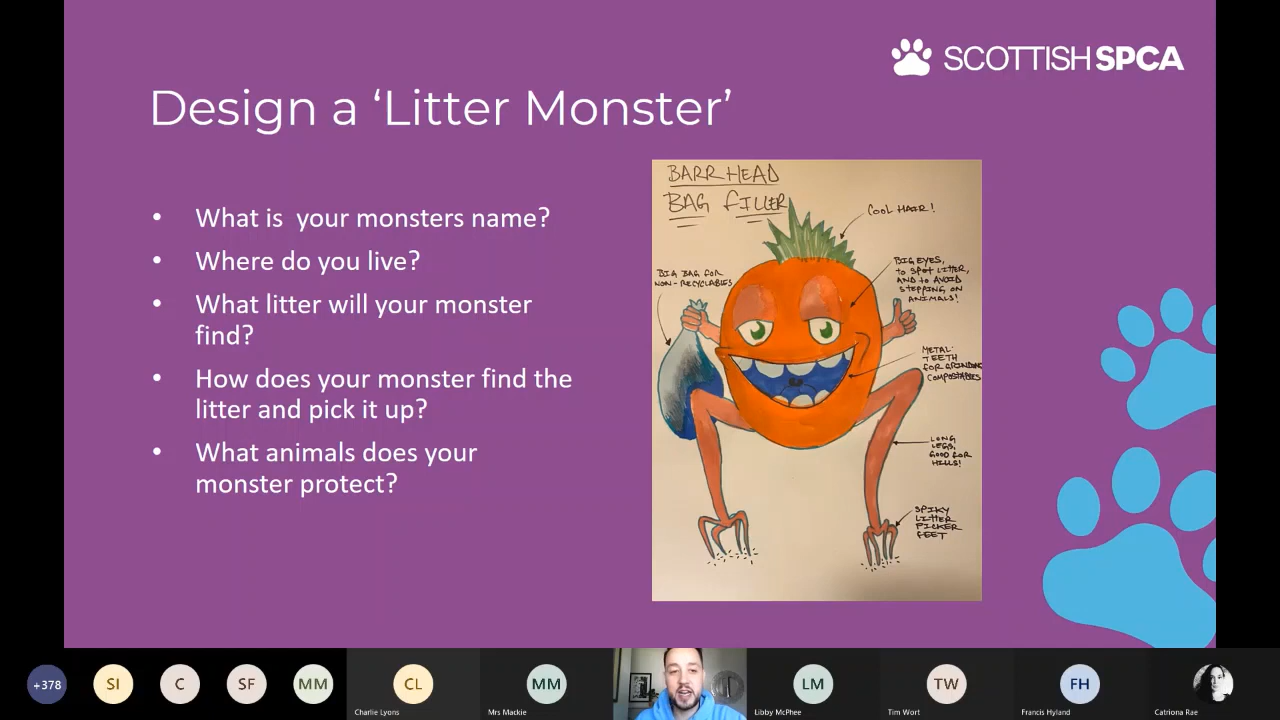 SCOTTISHSPCA
Design a ‘Litter Monster’
• What is  your monsters name?
• Where do you live?
• What litter will your monster
find?
• How does your monster find the
litter and pick it up?
• What animals does your
monster protect?
BARRHEAD
BAG FILLER
COOL HAIR!
BIG BAG FOR
NON-RECYCLABLES
BIG EYES,
to SPOT LITTER,
AND to AVOID
STEPPING ON
ANIMALS!
METAL
TEETH
FOR GRINDING
COMPOSTABLES
LONG
LEGS,
GOOD FOR
HILLS!
SPIKY
LITTER
PICKER
FEET
+378
SI
C
SF
MM
CL
Charlie Lyons
MM
Mrs Mackie
LM
Libby McPhee
TW
Tim Wort
FH
Francis Hyland
Catriona Rae